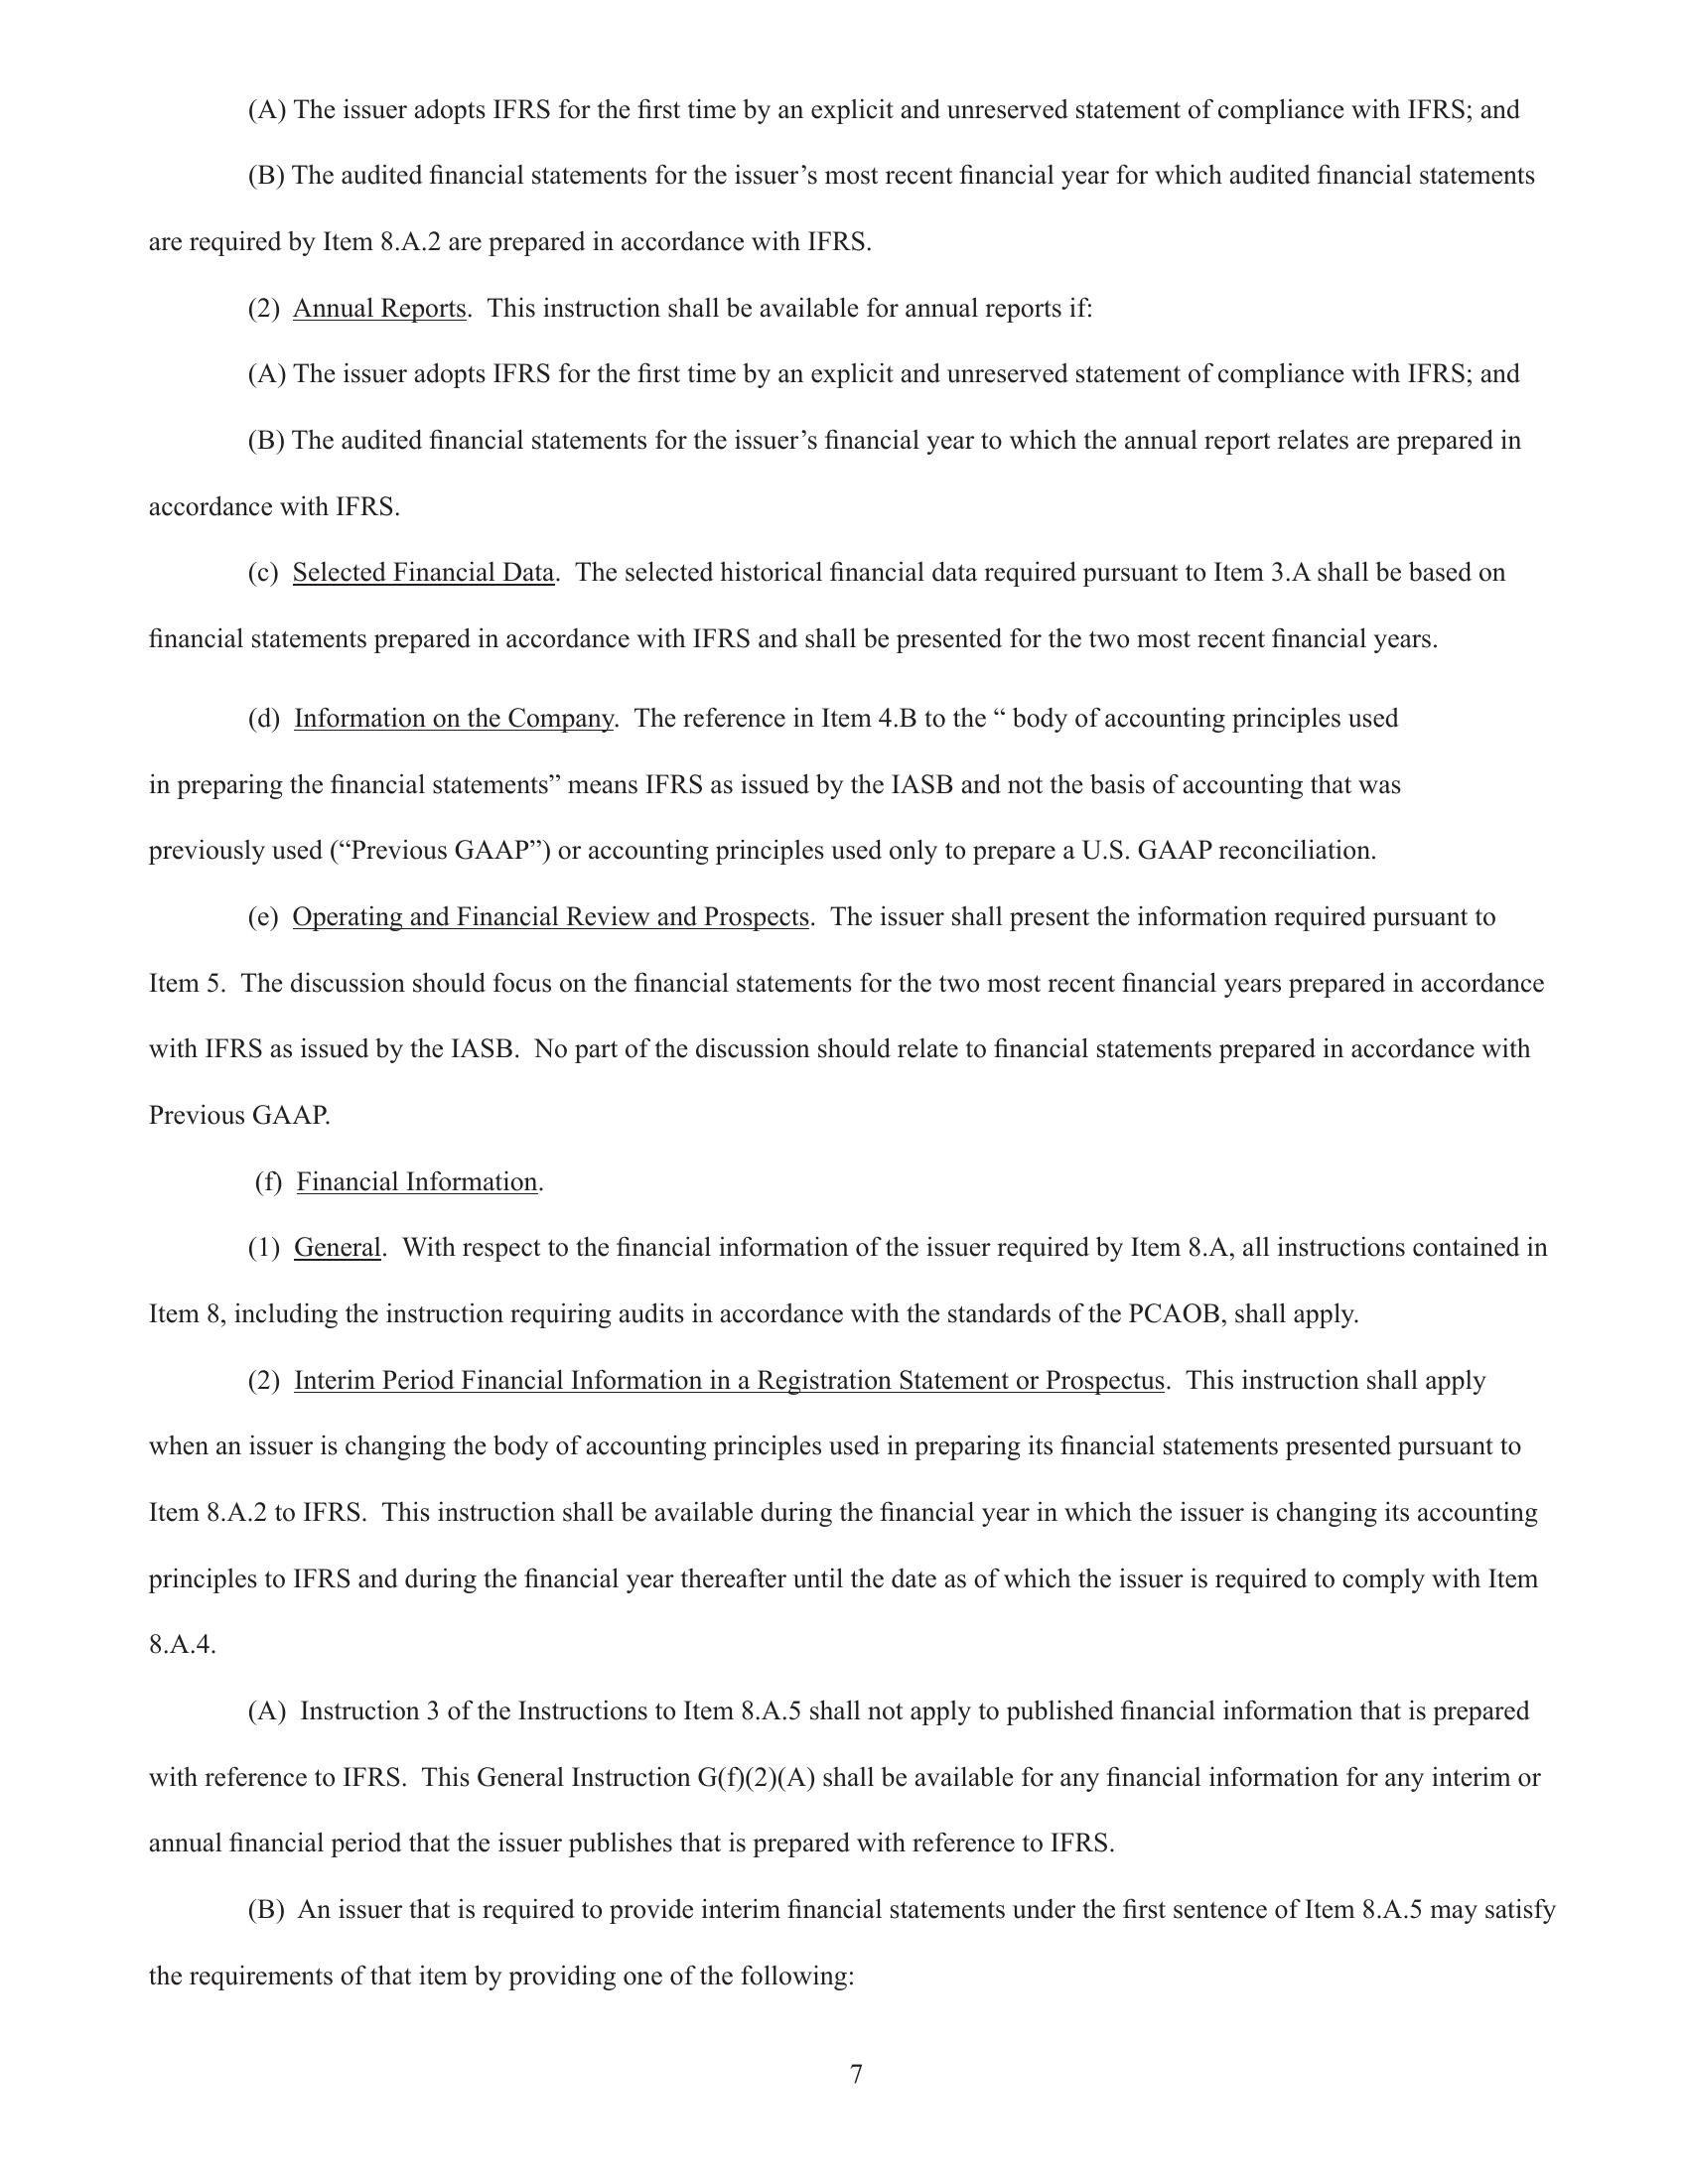 (A) The issuer adopts IFRS for the first time by an explicit and unreserved statement of compliance with IFRS; and
(B) The audited financial statements for the issuer’s most recent financial year for which audited financial statements
are required by Item 8.A.2 are prepared in accordance with IFRS.
(2)  Annual Reports.  This instruction shall be available for annual reports if:
(A) The issuer adopts IFRS for the first time by an explicit and unreserved statement of compliance with IFRS; and
(B) The audited financial statements for the issuer’s financial year to which the annual report relates are prepared in
accordance with IFRS.
(c)  Selected Financial Data.  The selected historical financial data required pursuant to Item 3.A shall be based on
financial statements prepared in accordance with IFRS and shall be presented for the two most recent financial years.
(d)  Information on the Company.  The reference in Item 4.B to the “ body of accounting principles used
in preparing the financial statements” means IFRS as issued by the IASB and not the basis of accounting that was
previously used (“Previous GAAP”) or accounting principles used only to prepare a U.S. GAAP reconciliation.
(e)  Operating and Financial Review and Prospects.  The issuer shall present the information required pursuant to
Item 5.  The discussion should focus on the financial statements for the two most recent financial years prepared in accordance
with IFRS as issued by the IASB.  No part of the discussion should relate to financial statements prepared in accordance with
Previous GAAP.
(f)  Financial Information.
(1)  General.  With respect to the financial information of the issuer required by Item 8.A, all instructions contained in
Item 8, including the instruction requiring audits in accordance with the standards of the PCAOB, shall apply.
(2)  Interim Period Financial Information in a Registration Statement or Prospectus.  This instruction shall apply
when an issuer is changing the body of accounting principles used in preparing its financial statements presented pursuant to
Item 8.A.2 to IFRS.  This instruction shall be available during the financial year in which the issuer is changing its accounting
principles to IFRS and during the financial year thereafter until the date as of which the issuer is required to comply with Item
8.A.4.
(A)  Instruction 3 of the Instructions to Item 8.A.5 shall not apply to published financial information that is prepared
with reference to IFRS.  This General Instruction G(f)(2)(A) shall be available for any financial information for any interim or
annual financial period that the issuer publishes that is prepared with reference to IFRS.
(B)  An issuer that is required to provide interim financial statements under the first sentence of Item 8.A.5 may satisfy
the requirements of that item by providing one of the following:
7